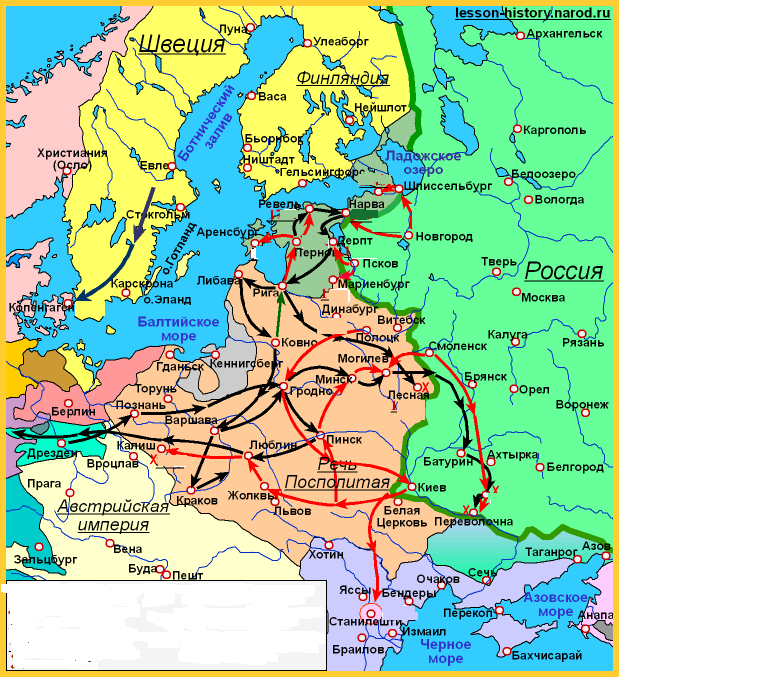 lesson-history.narod.ru
Луна
Швеция
Улеаборг
Архангельск
Финляндия
Васа
Нейшлот
Ботнический
залив
Каргополь
Христиания
(Осло)
Бьорнбог
Ништадт
Евле
Гельсингфорс
Ладожское
озеро
Шлиссельбург
Белоозеро
Вологда
Стокгольм
Ревель
Нарва
Аренсбург
Дерпт
Новгород
о.Готланд
Пернов
Псков
Тверь
Россия
Либава
Рига
Мариенбург
Карскрона
о.Эланд
Копенгаген
Москва
Динабург
Балтийское
море
Витебск
Полоцк
Калуга
Рязань
Ковно
Смоленск
Гданьск
Кеннигсберг
Могилев
Минск
Брянск
Орел
Торунь
Гродно
Лесная
Берлин
Познань
Воронеж
Варшава
Дрезден
Калиш
Люблин
Пинск
Вроцлав
Речь
Посполитая
Батурин
Ахтырка
Белгород
Прага
Австрийская
империя
Краков
Жолквы
Львов
Киев
Белая
Церковь
Переволочна
Зальцбург
Вена
Хотин
Таганрог
Азов
Буда
Пешт
Сечь
Яссы
Бендеры
Очаков
Азовское
море
Перекоп
Анапа
Станилешти
Измаил
Браилов
Черное
море
Бахчисарай